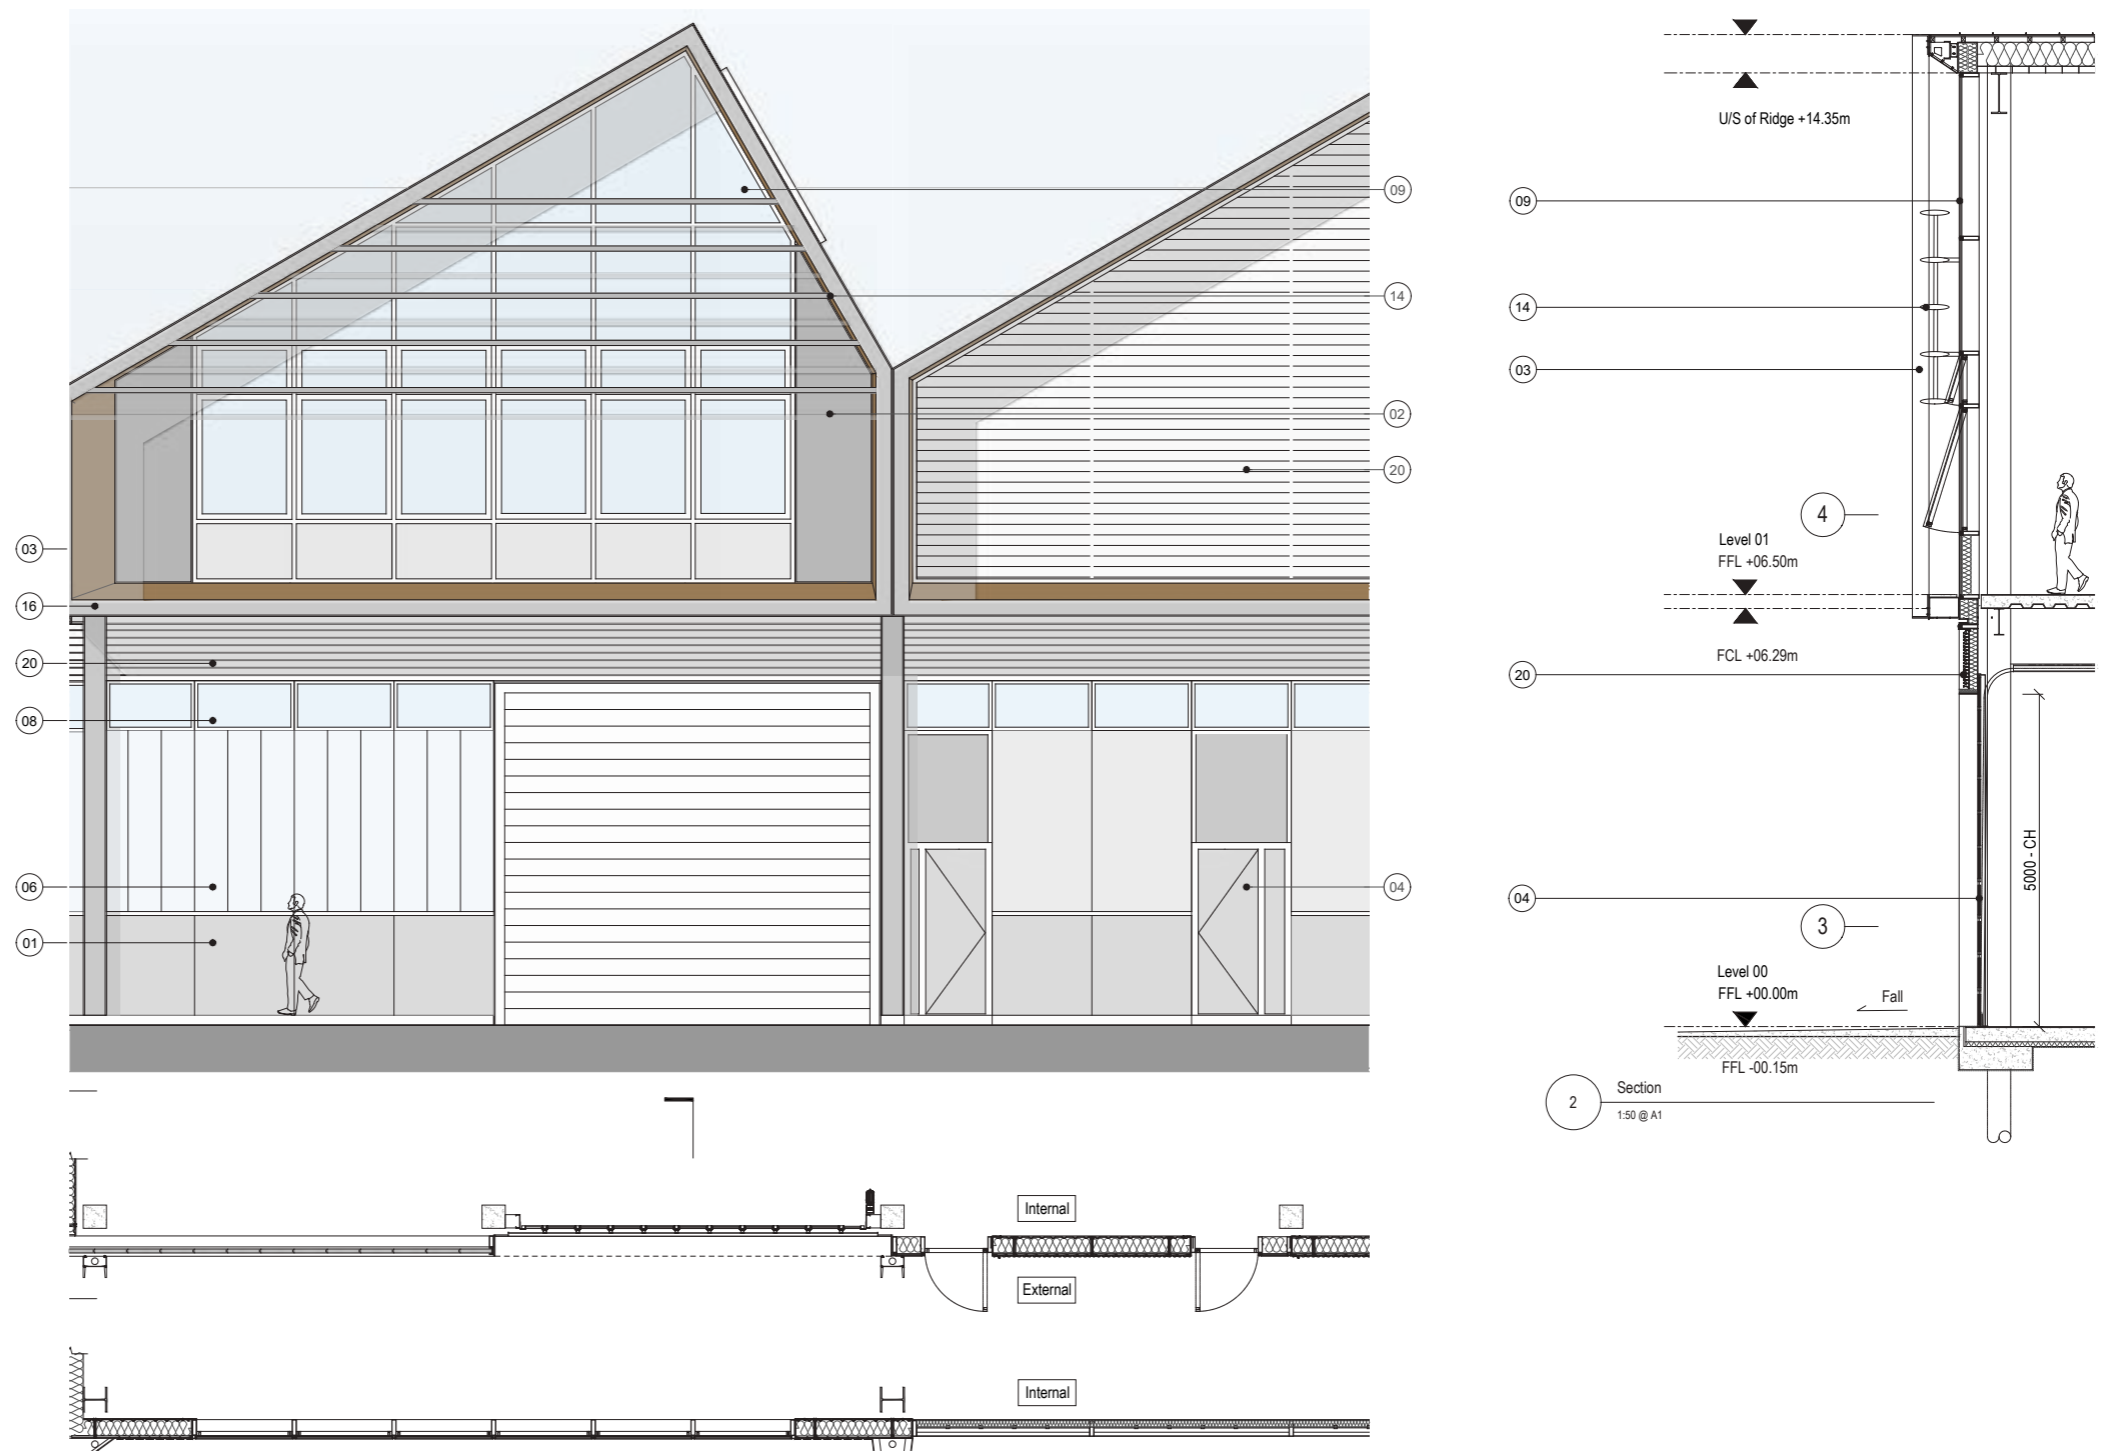 09
14
02
20
04
03
16
20
08
06
01
U/S of Ridge +14.35m
09
14
03
4
Level 01
FFL +06.50m
FCL +06.29m
20
5000 - CH
04
3
Level 00
FFL +00.00m
Fall
FFL -00.15m
2
Section
1:50 @ A1
Internal
External
Internal